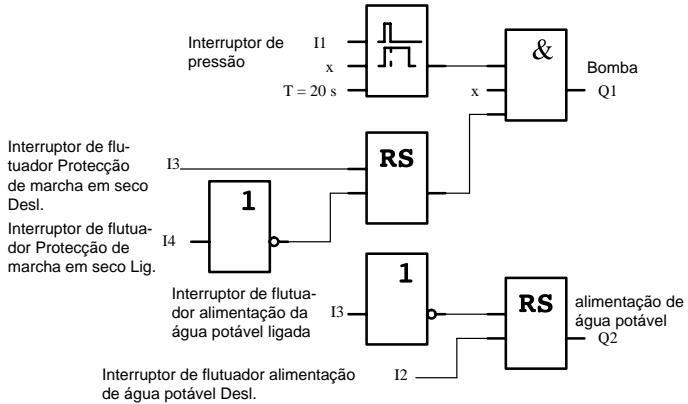 Interruptor de
pressão
I1
x
T = 20 s
&
x
Bomba
Q1
Interruptor de flu-
tuador Protecção
de marcha em seco
Desl.
I3
RS
Interruptor de flutua-
dor Protecção de
marcha em seco Lig.
I4
1
Interruptor de flutua-
dor alimentação da
água potável ligada
I3
1
RS
alimentação de
água potável
Q2
Interruptor de flutuador alimentação
de água potável Desl.
I2